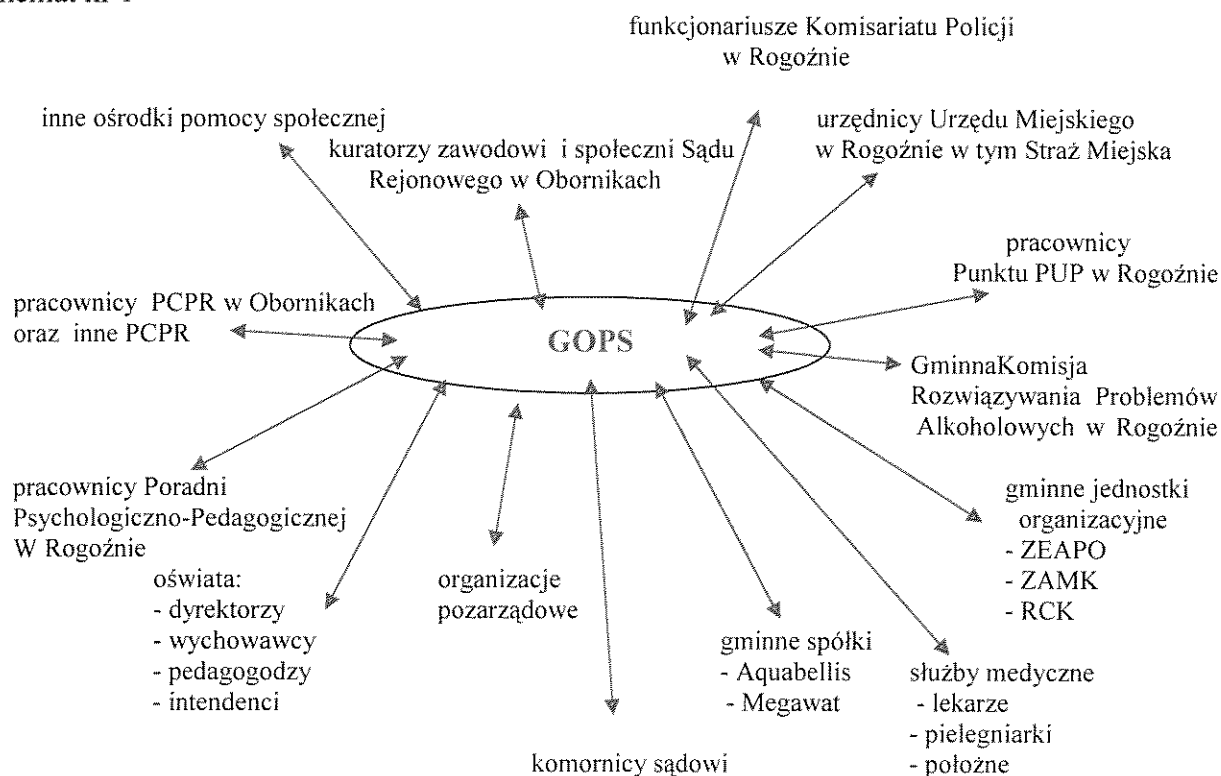 funkcjonariusze Komisariatu Policji
w Rogoźnie
inne ośrodki pomocy społecznej
kuratorzy zawodowi i społeczni Sądu
Rejonowego w Obornikach
urzędnicy Urzędu Miejskiego
w Rogoźnie w tym Straż Miejska
pracownicy
Punktu PUP w Rogoźnie
pracownicy PCPR w Obornikach
oraz inne PCPR
GOPS
GminnaKomisja
Rozwiązywania Problemów
Alkoholowych w Rogoźnie
pracownicy Poradni
Psychologiczno-Pedagogicznej
W Rogoźnie
gminne jednostki
organizacyjne
- ZEAPO
- ZAMK
- RCK
oświata:
- dyrektorzy
- wychowawcy
- pedagogodzy
- intendenci
organizacje
pozarządowe
gminne spółki
- Aquabellis
- Megawat
służby medyczne
- lekarze
- pielęgniarki
- położne
komornicy sądowi